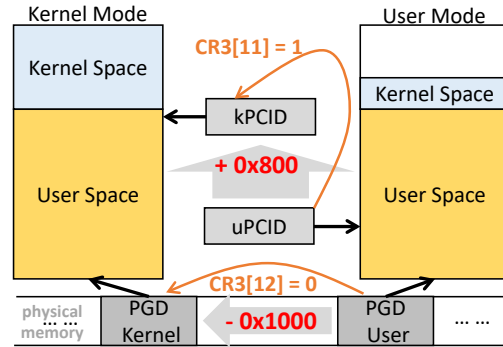 Kernel Mode
User Mode
CR3[11] = 1
Kernel Space
Kernel Space
kPCID
+ 0x800
User Space
User Space
uPCID
CR3[12] = 0
physical
memory
... ...
PGD
Kernel
- 0x1000
PGD
User
... ...